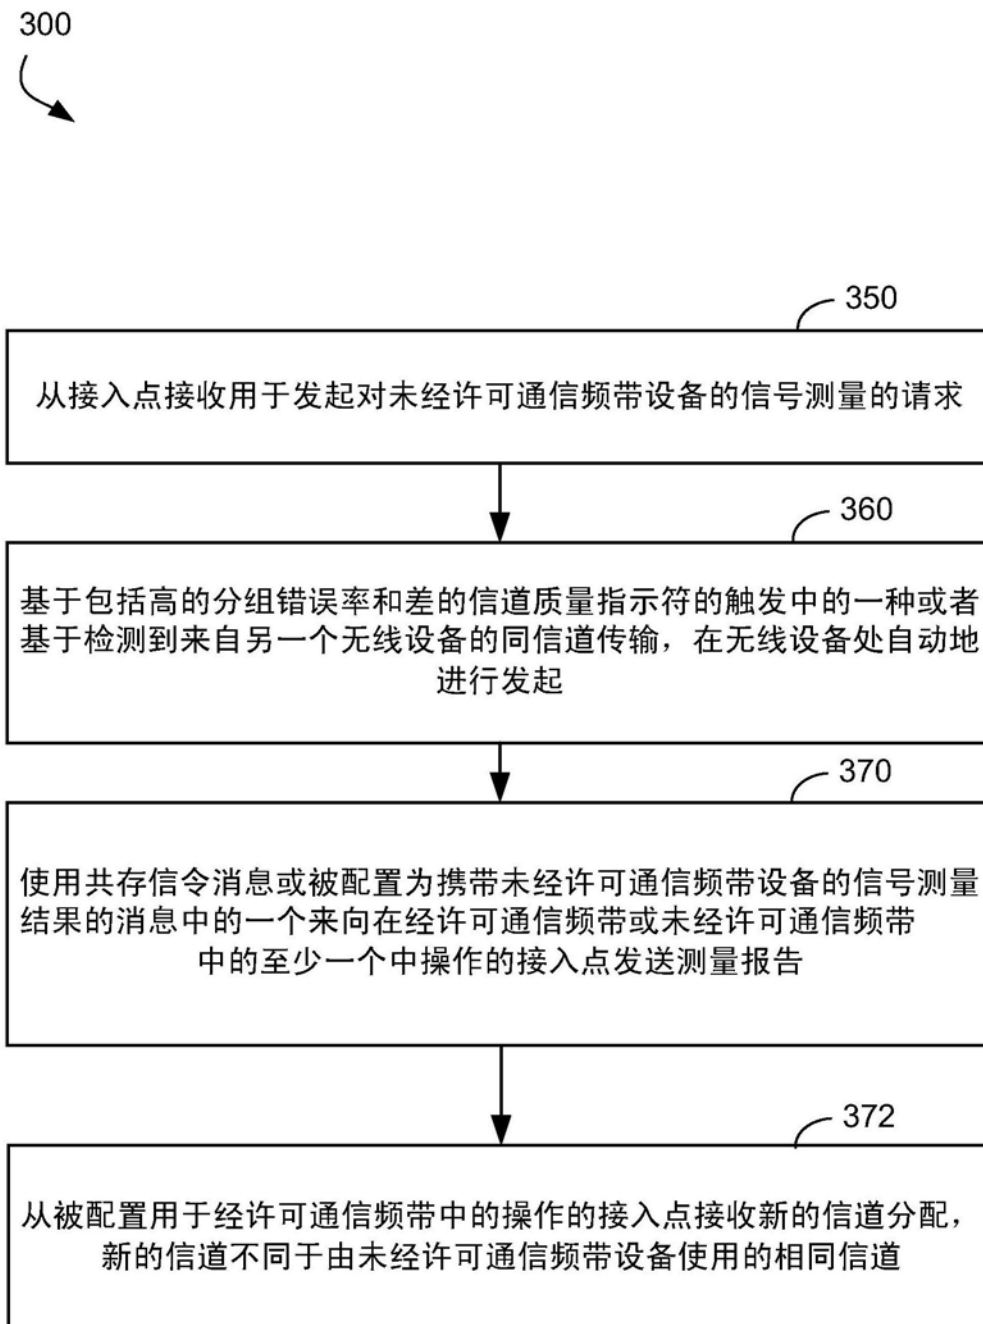 300
350
从接入点接收用于发起对未经许可通信频带设备的信号测量的请求
360
基于包括高的分组错误率和差的信道质量指示符的触发中的一种或者
基于检测到来自另一个无线设备的同信道传输，在无线设备处自动地
进行发起
370
使用共存信令消息或被配置为携带未经许可通信频带设备的信号测量
结果的消息中的一个来向在经许可通信频带或未经许可通信频带
中的至少一个中操作的接入点发送测量报告
372
从被配置用于经许可通信频带中的操作的接入点接收新的信道分配，
新的信道不同于由未经许可通信频带设备使用的相同信道